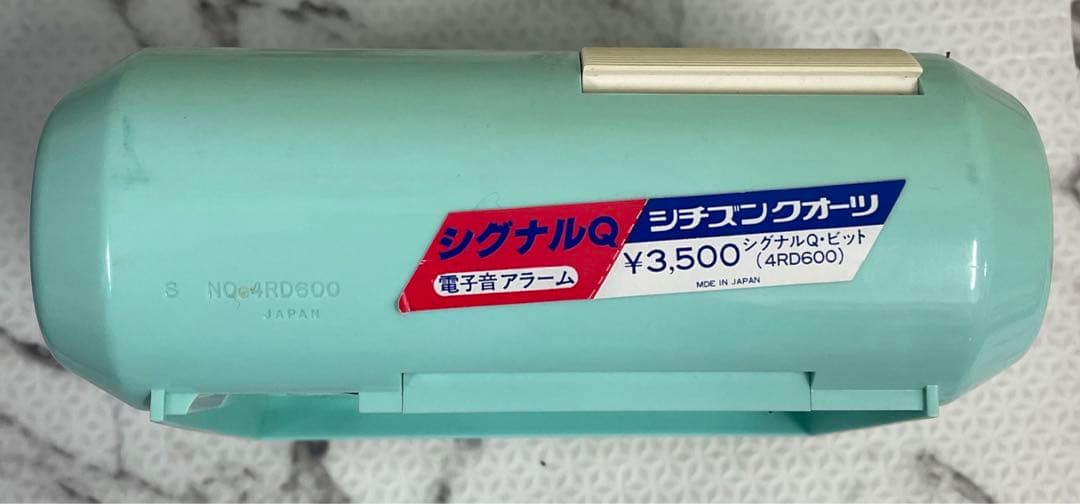 シグナルQ
電子音アラーム
シチズンクオーツ
¥3,500
シグナルQ・ビット
(4RD600)
MDE IN JAPAN
S NO.4RD600
JAPAN